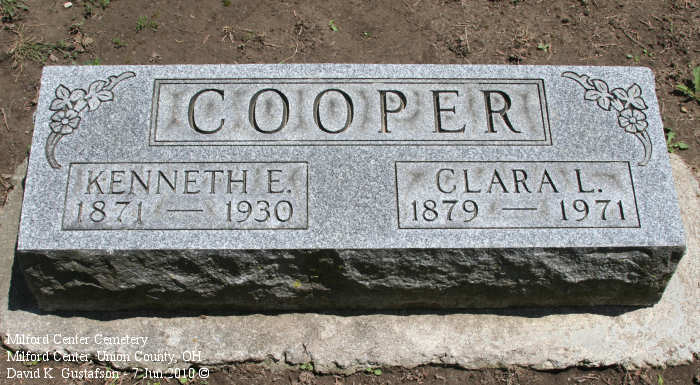 COOPER
KENNETH E.
1871 — 1930
CLARA L.
1879 — 1971
Milford Center Cemetery
Milford Center, Union County, OH
David K. Gustafson - 7 Jun 2010 ©